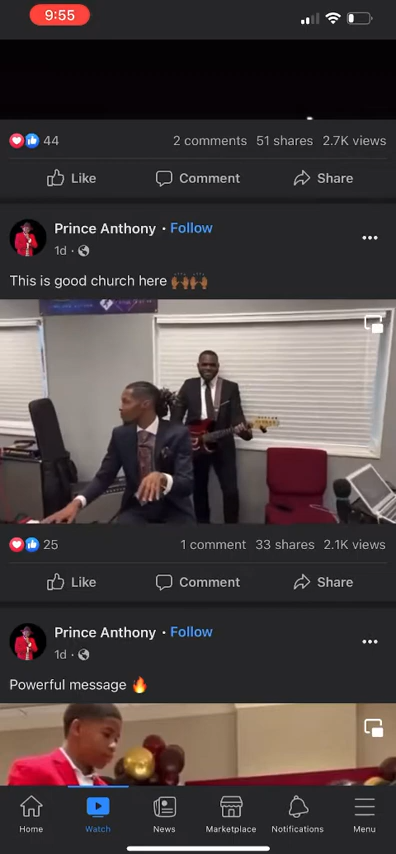 9:55
44 2 comments 51 shares 2.7K views
Like Comment Share
Prince Anthony · Follow
1d ·
This is good church here 🙌🏾🙌🏾
25 1 comment 33 shares 2.1K views
Like Comment Share
Prince Anthony · Follow
1d ·
Powerful message 🔥
Home Watch News Marketplace Notifications Menu